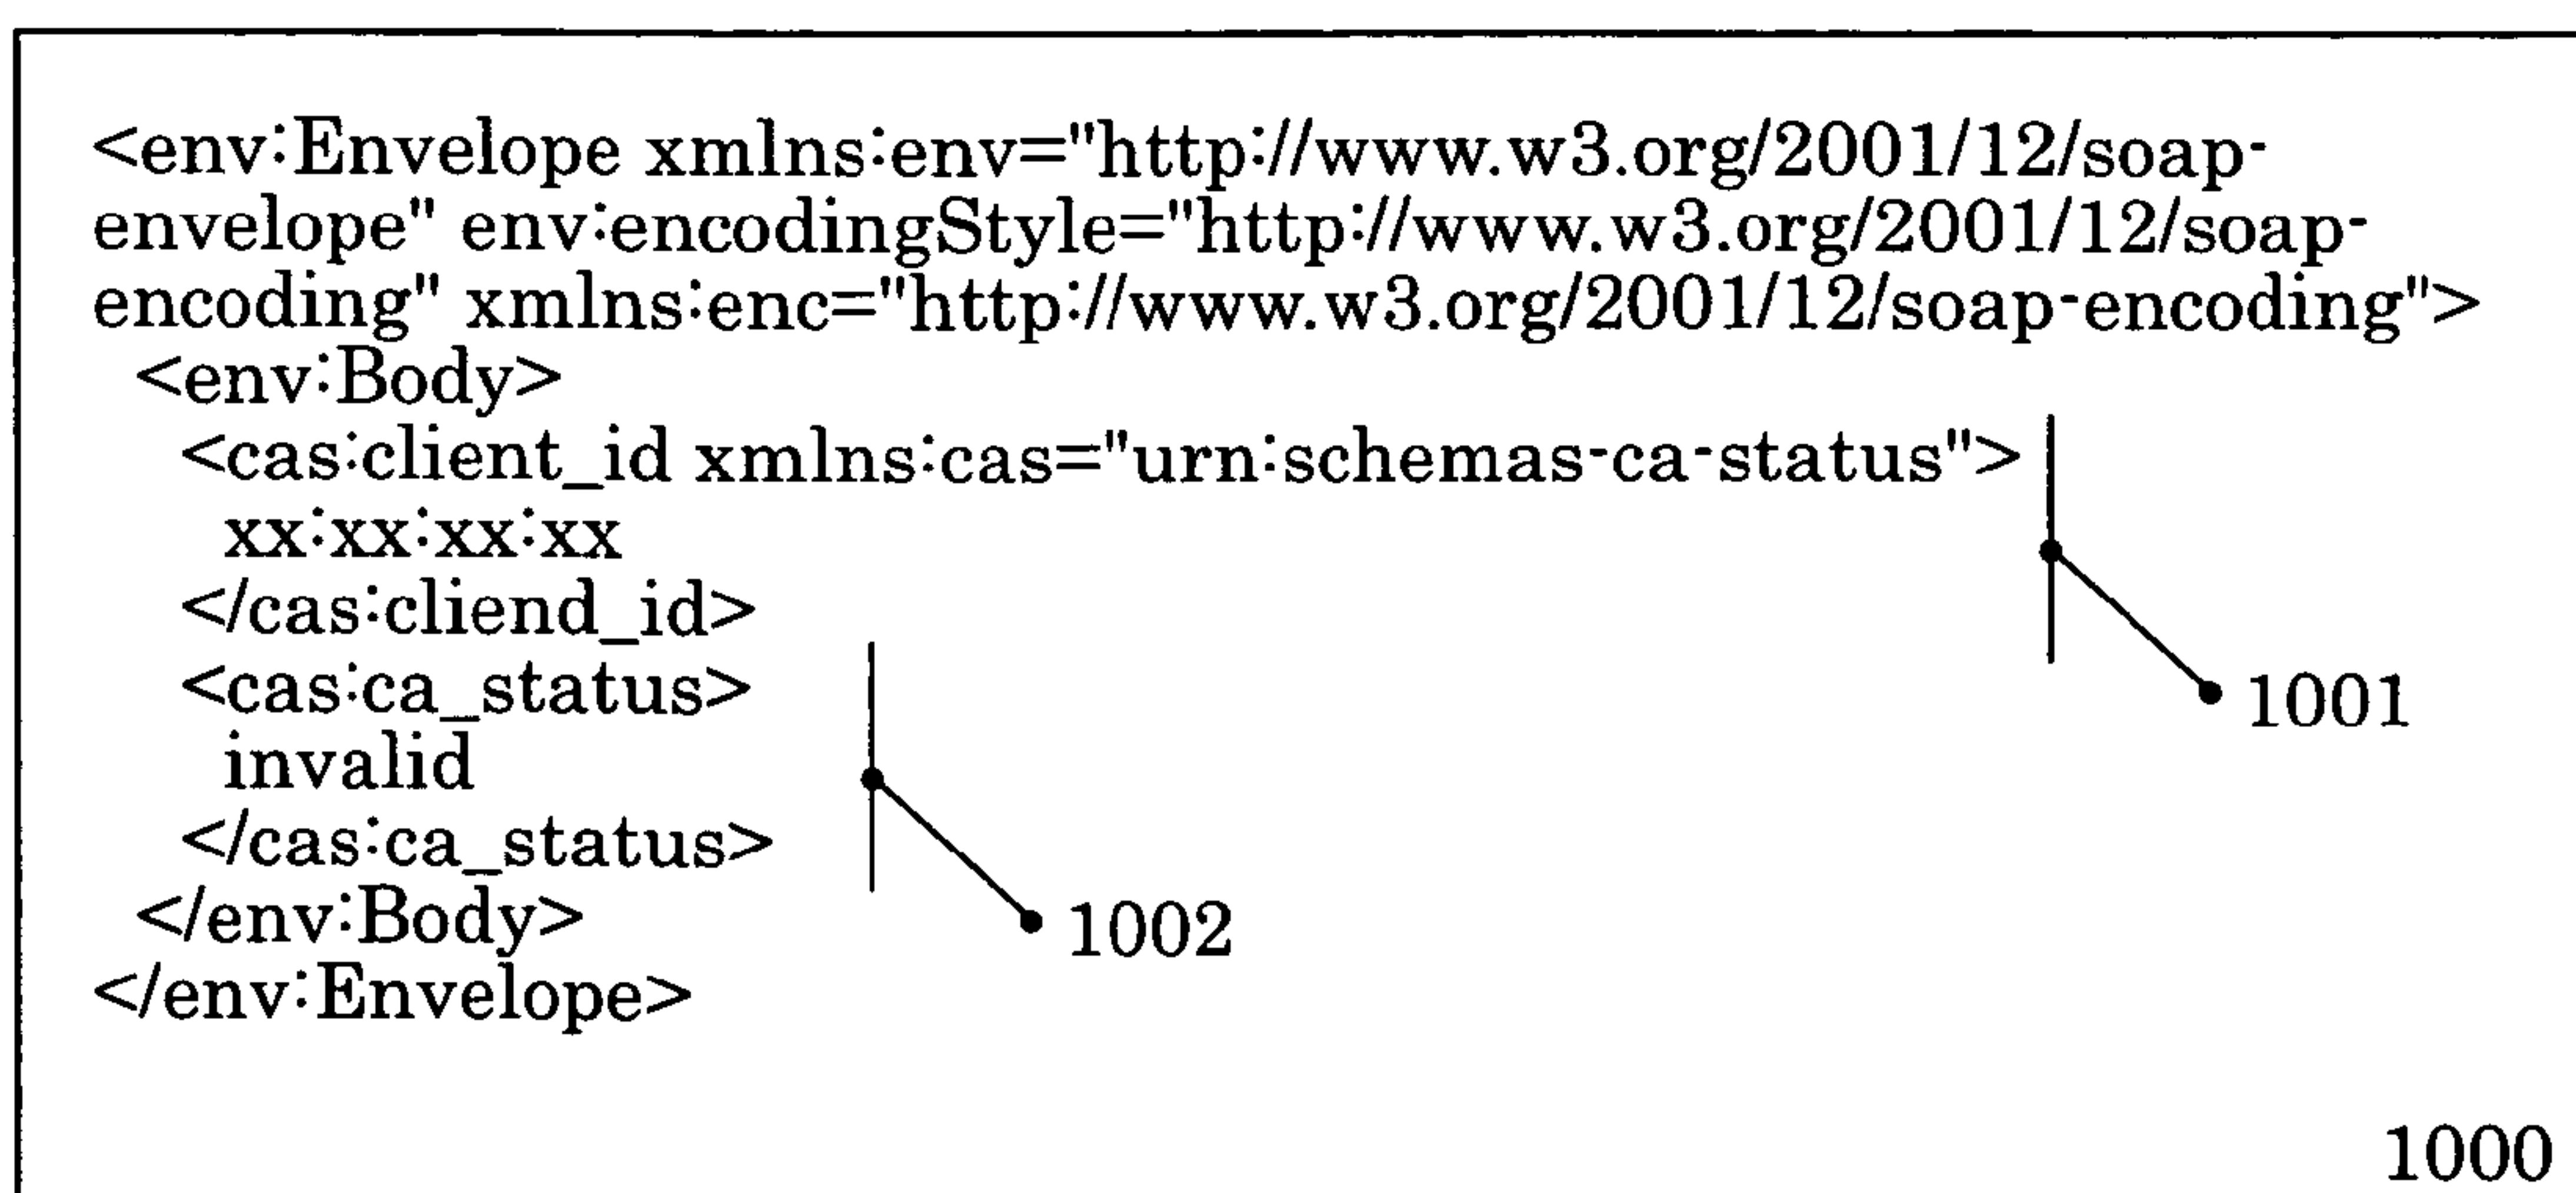 <env:Envelope xmlns:env="http://www.w3.org/2001/12/soap-
envelope" env:encodingStyle="http://www.w3.org/2001/12/soap-
encoding" xmlns:enc="http://www.w3.org/2001/12/soap-encoding">
<env:Body>
<cas:client_id xmlns:cas="urn:schemas-ca-status">
xx:xx:xx:xx
</cas:cliend_id>
<cas:ca_status>
1001
invalid
</cas:ca_status>
</env:Body>
1002
</env:Envelope>
1000